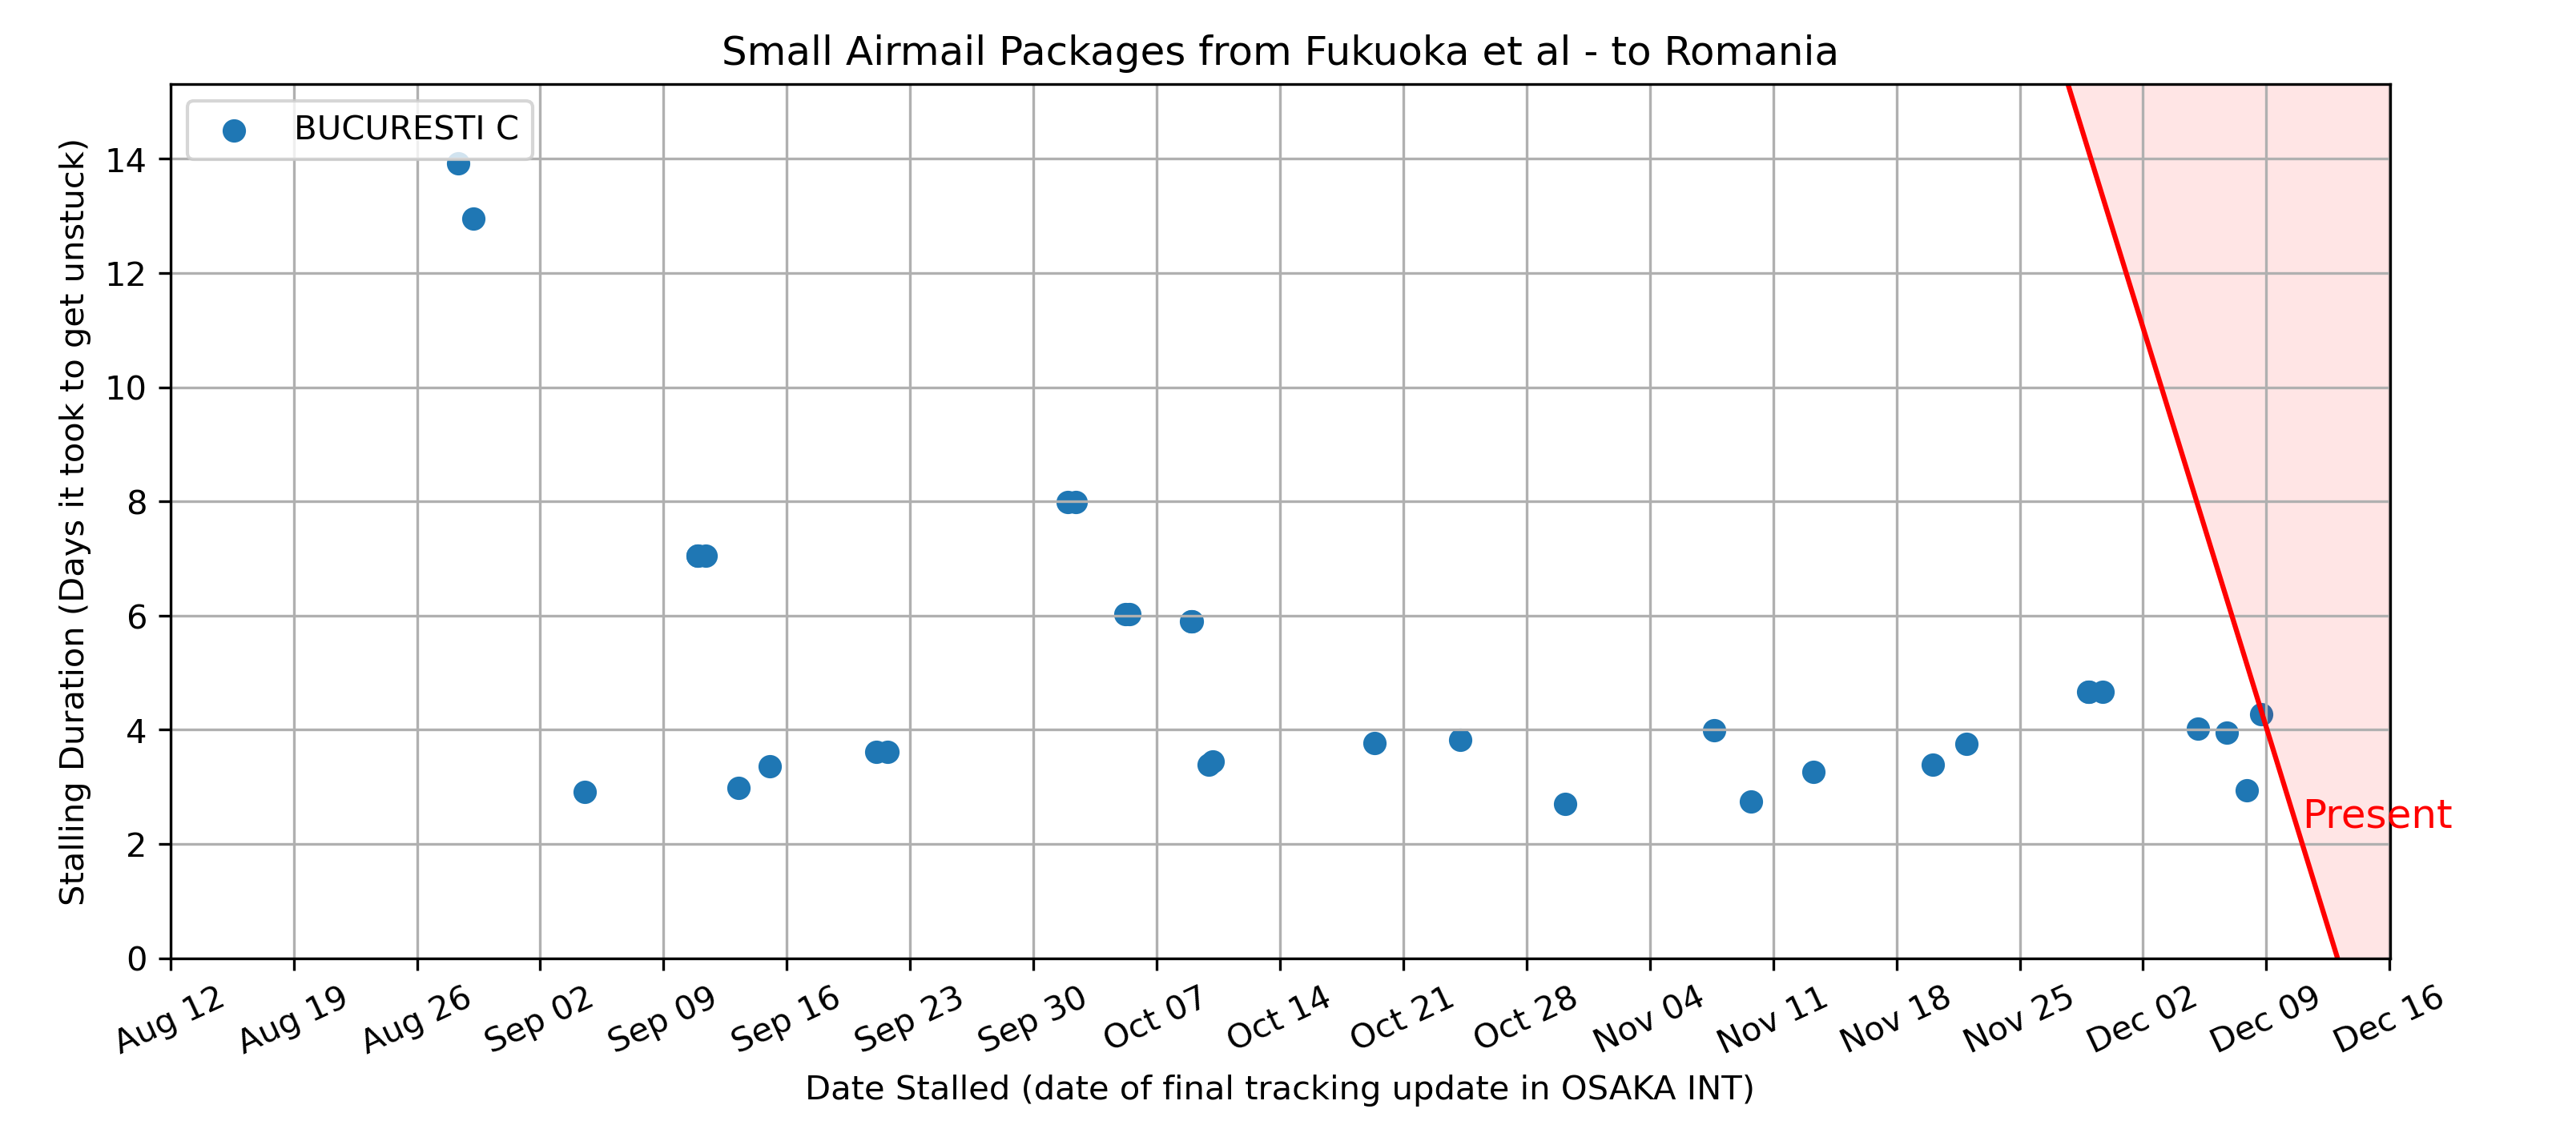 Small Airmail Packages from Fukuoka et al - to Romania
BUCURESTI C
Stalling Duration (Days it took to get unstuck)
14
12
10
8
6
4
2
0
Present
Aug 12
Aug 19
Aug 26
Sep 02
Sep 09
Sep 16
Sep 23
Sep 30
Oct 07
Oct 14
Oct 21
Oct 28
Nov 04
Nov 11
Nov 18
Nov 25
Dec 02
Dec 09
Dec 16
Date Stalled (date of final tracking update in OSAKA INT)